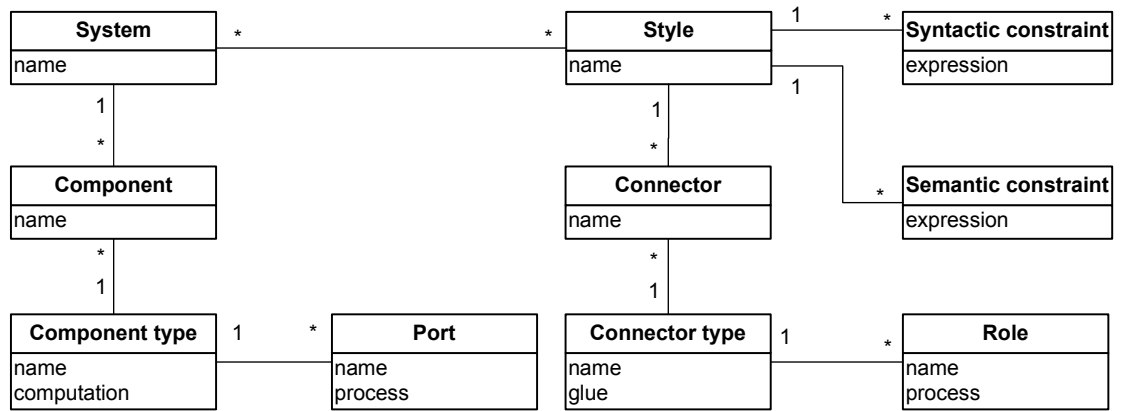 System
name
*
*
Style
name
1
*
Syntactic constraint
expression
1
*
Semantic constraint
expression
1
*
Component
name
1
*
Connector
name
*
1
Component type
name
computation
1
*
Port
name
process
*
1
Connector type
name
glue
1
*
Role
name
process